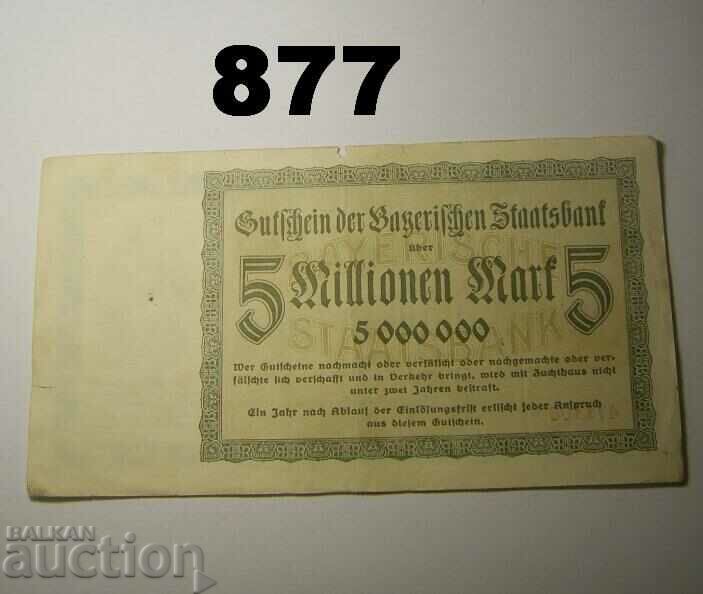 877
Gutschein der Bayerischen Staatsbank
über
BAYERISCHE
5 Millionen Mark 5
STAATSBANK
5 000 000
Wer Gutscheine nachmacht oder verfälscht oder nachgemachte oder ver-
fälschte sich verschafft und in Verkehr bringt, wird mit Zuchthaus nicht
unter zwei Jahren bestraft.
Ein Jahr nach Ablauf der Einlösungsfrist erlischt jeder Anspruch
aus diesem Gutschein.
BALKAN
auction